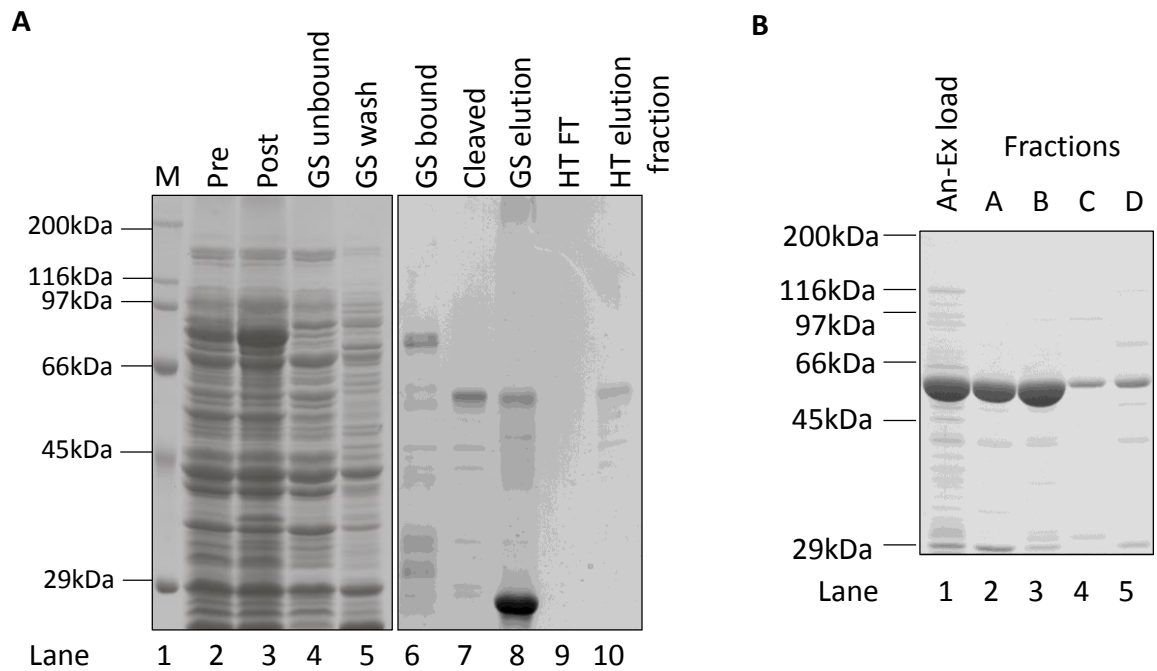 A
M
Pre
Post
GS unbound
GS wash
GS bound
Cleaved
GS elution
HT FT
HT elution
fraction
200kDa
116kDa
97kDa
66kDa
45kDa
29kDa
Lane 1 2 3 4 5 6 7 8 9 10
B
An-Ex load
Fractions
A B C D
200kDa
116kDa
97kDa
66kDa
45kDa
29kDa
Lane 1 2 3 4 5